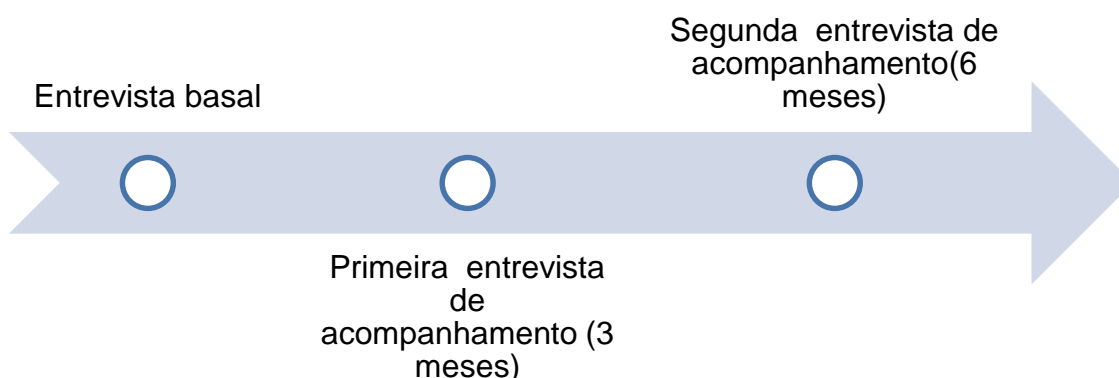 Entrevista basal
Primeira  entrevista
de
acompanhamento (3
meses)
Segunda  entrevista de
acompanhamento(6
meses)